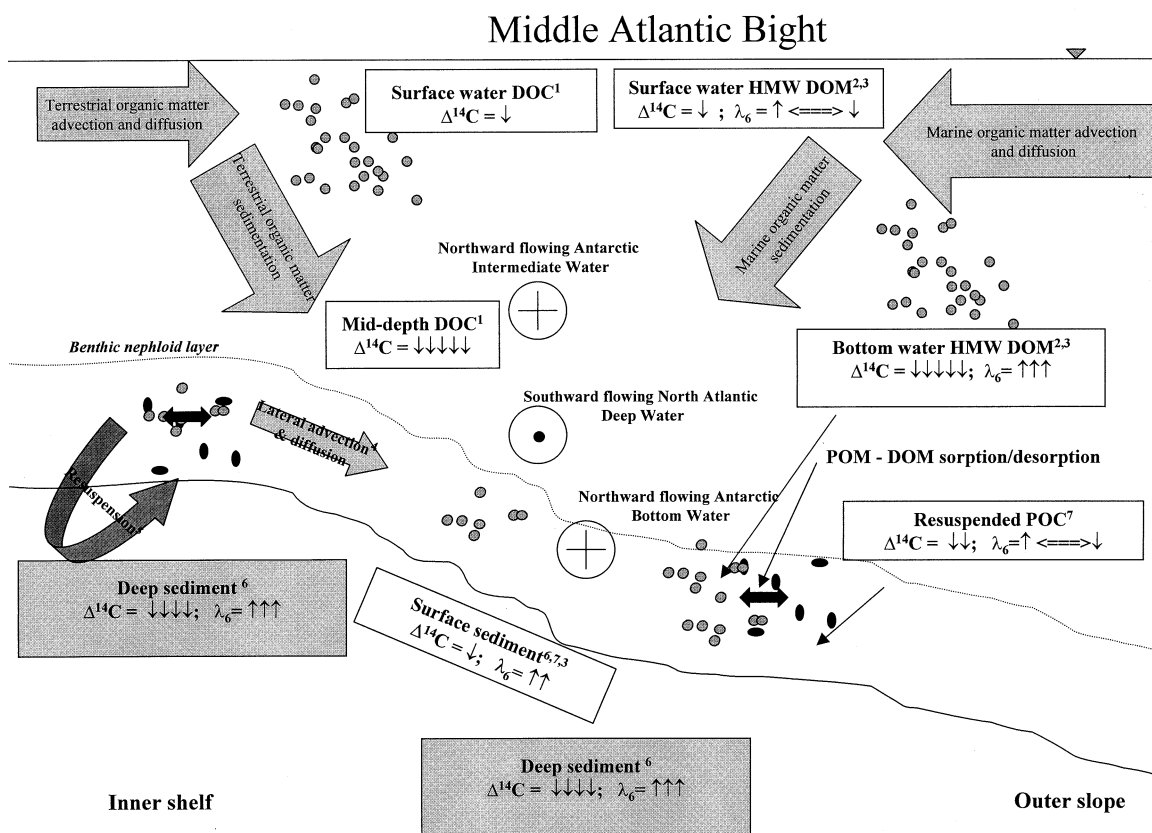 Middle Atlantic Bight
Terrestrial organic matter
advection and diffusion
Surface water DOC¹
Δ¹⁴C = ↓
Surface water HMW DOM²,³
Δ¹⁴C = ↓ ; λ₆ = ↑ <===> ↓
Marine organic matter advection
and diffusion
Terrestrial organic matter
sedimentation
Marine organic matter
sedimentation
Northward flowing Antarctic
Intermediate Water
Mid-depth DOC¹
Δ¹⁴C = ↓↓↓↓↓
Benthic nepheloid layer
Bottom water HMW DOM²,³
Δ¹⁴C = ↓↓↓↓↓; λ₆= ↑↑↑
Southward flowing North Atlantic
Deep Water
Lateral advection⁴
& diffusion
POM - DOM sorption/desorption
Resuspension⁵
Northward flowing Antarctic
Bottom Water
Resuspended POC⁷
Δ¹⁴C = ↓↓; λ₆=↑ <===>↓
Deep sediment ⁶
Δ¹⁴C = ↓↓↓↓; λ₆= ↑↑↑
Surface sediment⁶,⁷,³
Δ¹⁴C = ↓; λ₆= ↑↑
Deep sediment ⁶
Δ¹⁴C = ↓↓↓↓; λ₆= ↑↑↑
Inner shelf
Outer slope